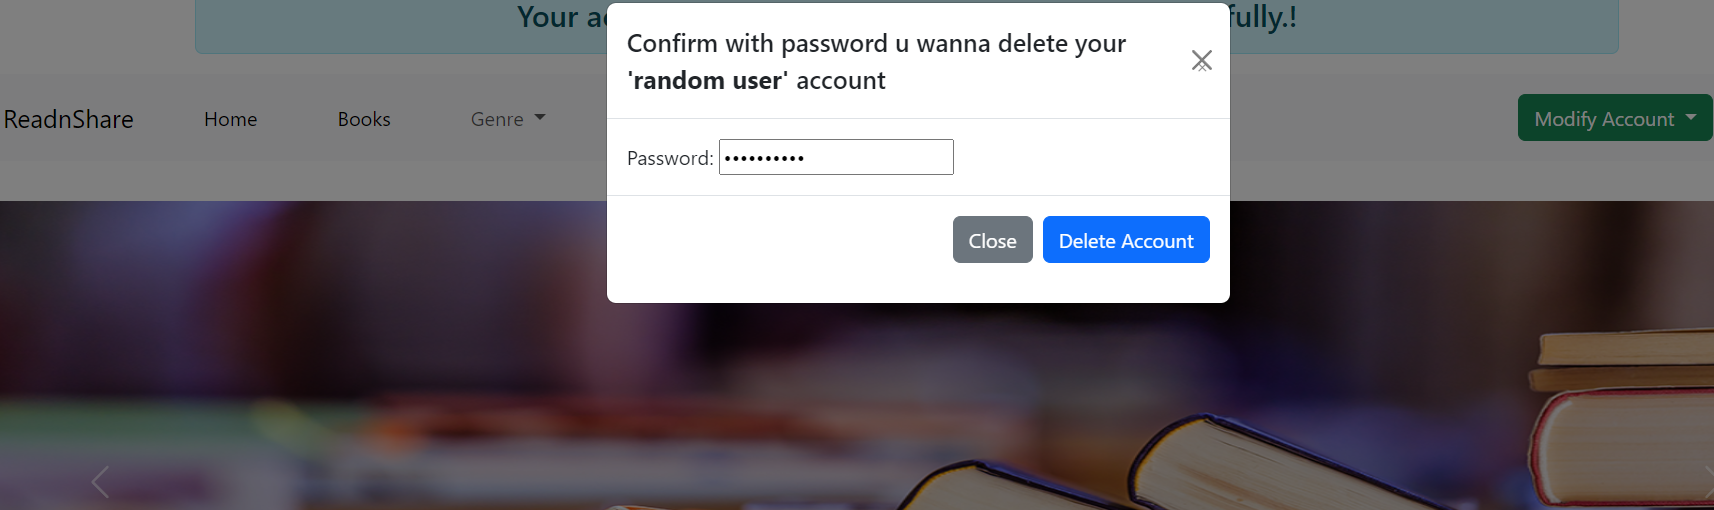 Your
fully.!
Confirm with password u wanna delete your
'random user' account
ReadnShare Home Books Genre Modify Account
Password: ••••••••••
Close Delete Account